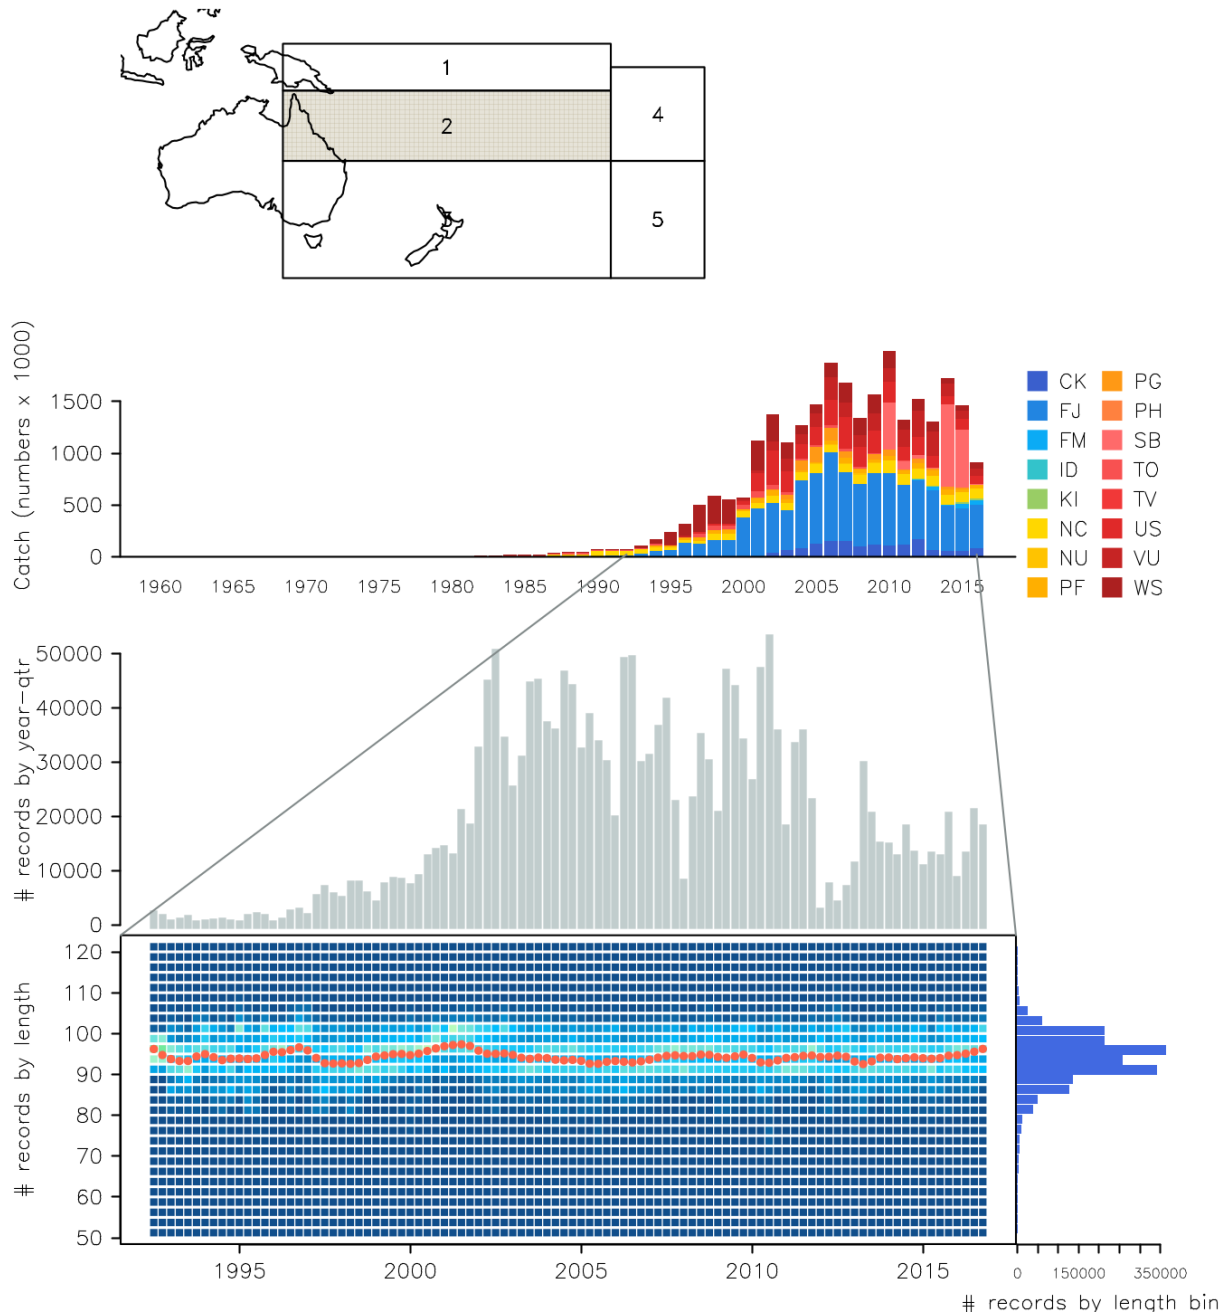 1
2
3
4
5
Catch (numbers x 1000)
1500
1000
500
0
1960 1965 1970 1975 1980 1985 1990 1995 2000 2005 2010 2015
CK PG
FJ PH
FM SB
ID TO
KI TV
NC US
NU VU
PF WS
# records by year-qtr
50000
40000
30000
20000
10000
0
# records by length
120
110
100
90
80
70
60
50
1995 2000 2005 2010 2015
0 150000 350000
# records by length bin